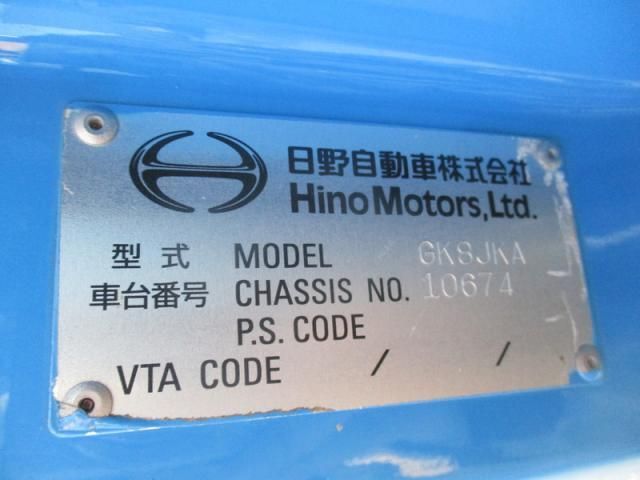 日野自動車株式会社
Hino Motors, Ltd.
型式 MODEL GK8JKA
車台番号 CHASSIS NO. 10674
P.S. CODE
VTA CODE / /